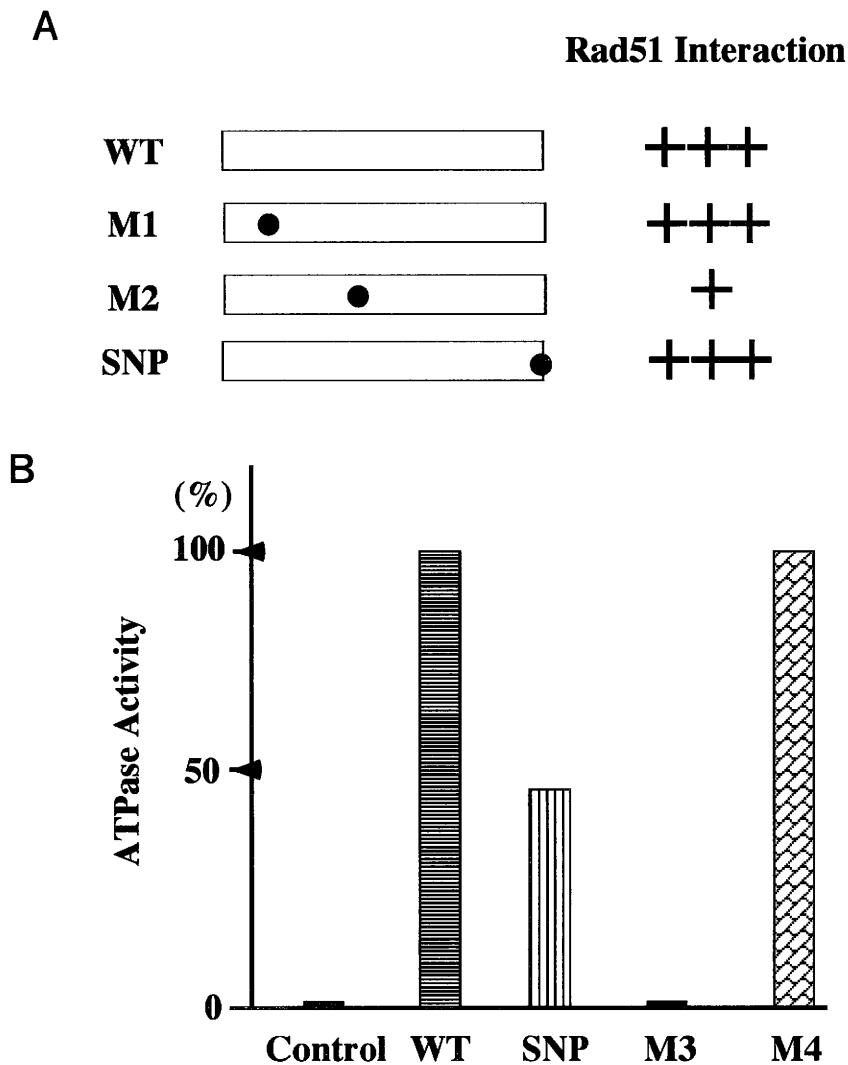 A
Rad51 Interaction
WT +++
M1 +++
M2 +
SNP +++
B
(%)
100
50
0
ATPase Activity
Control WT SNP M3 M4